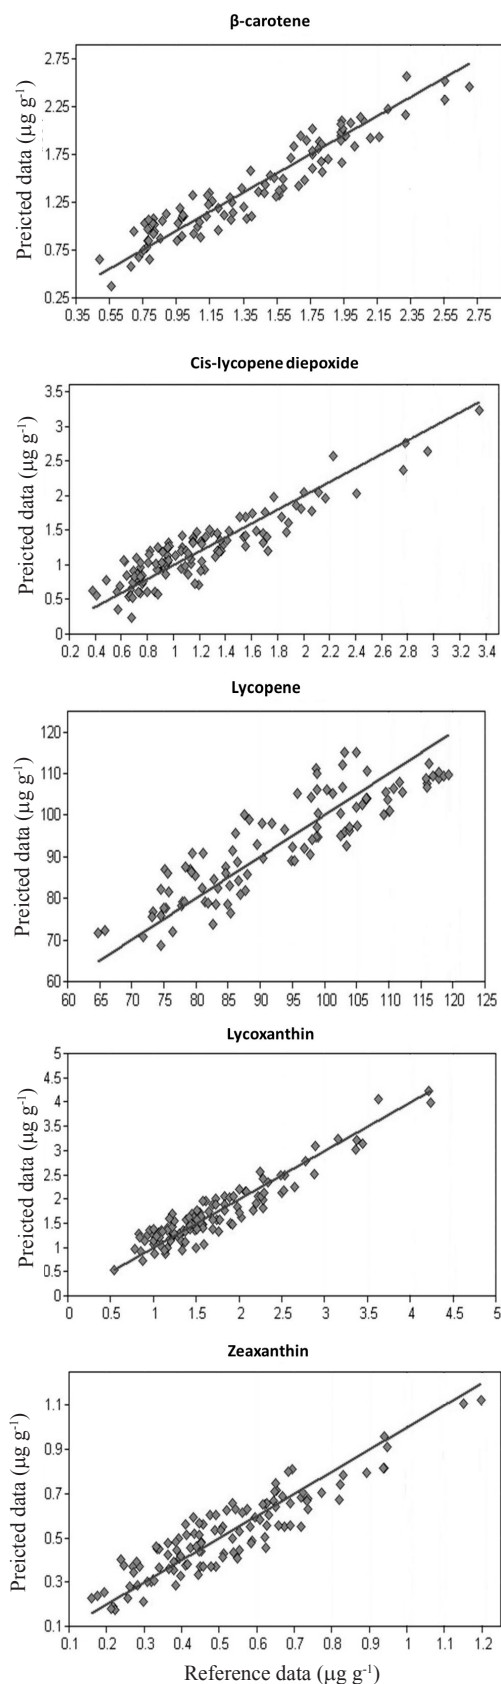 β-carotene
Preicted data (µg g-1)
2.75
2.25
1.75
1.25
0.75
0.25
0.35 0.55 0.75 0.95 1.15 1.35 1.55 1.75 1.95 2.15 2.35 2.55 2.75
Cis-lycopene diepoxide
Preicted data (µg g-1)
3.5
3
2.5
2
1.5
1
0.5
0
0.2 0.4 0.6 0.8 1 1.2 1.4 1.6 1.8 2 2.2 2.4 2.6 2.8 3 3.2 3.4
Lycopene
Preicted data (µg g-1)
120
110
100
90
80
70
60
60 65 70 75 80 85 90 95 100 105 110 115 120 125
Lycoxanthin
Preicted data (µg g-1)
5
4.5
4
3.5
3
2.5
2
1.5
1
0.5
0
0 0.5 1 1.5 2 2.5 3 3.5 4 4.5 5
Zeaxanthin
Preicted data (µg g-1)
1.1
0.9
0.7
0.5
0.3
0.1
0.1 0.2 0.3 0.4 0.5 0.6 0.7 0.8 0.9 1 1.1 1.2
Reference data (µg g-1)